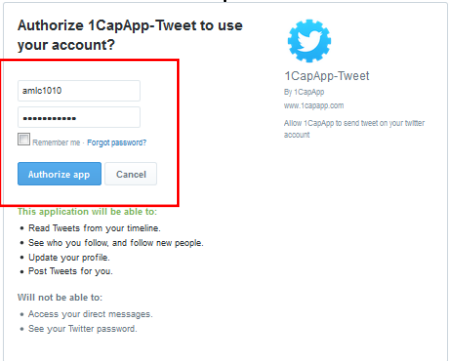 Authorize 1CapApp-Tweet to use
your account?
amlc1010
•••••••••••
Remember me · Forgot password?
Authorize app
Cancel
This application will be able to:
• Read Tweets from your timeline.
• See who you follow, and follow new people.
• Update your profile.
• Post Tweets for you.
Will not be able to:
• Access your direct messages.
• See your Twitter password.
1CapApp-Tweet
By 1CapApp
www.1capapp.com
Allow 1CapApp to send tweet on your twitter
account